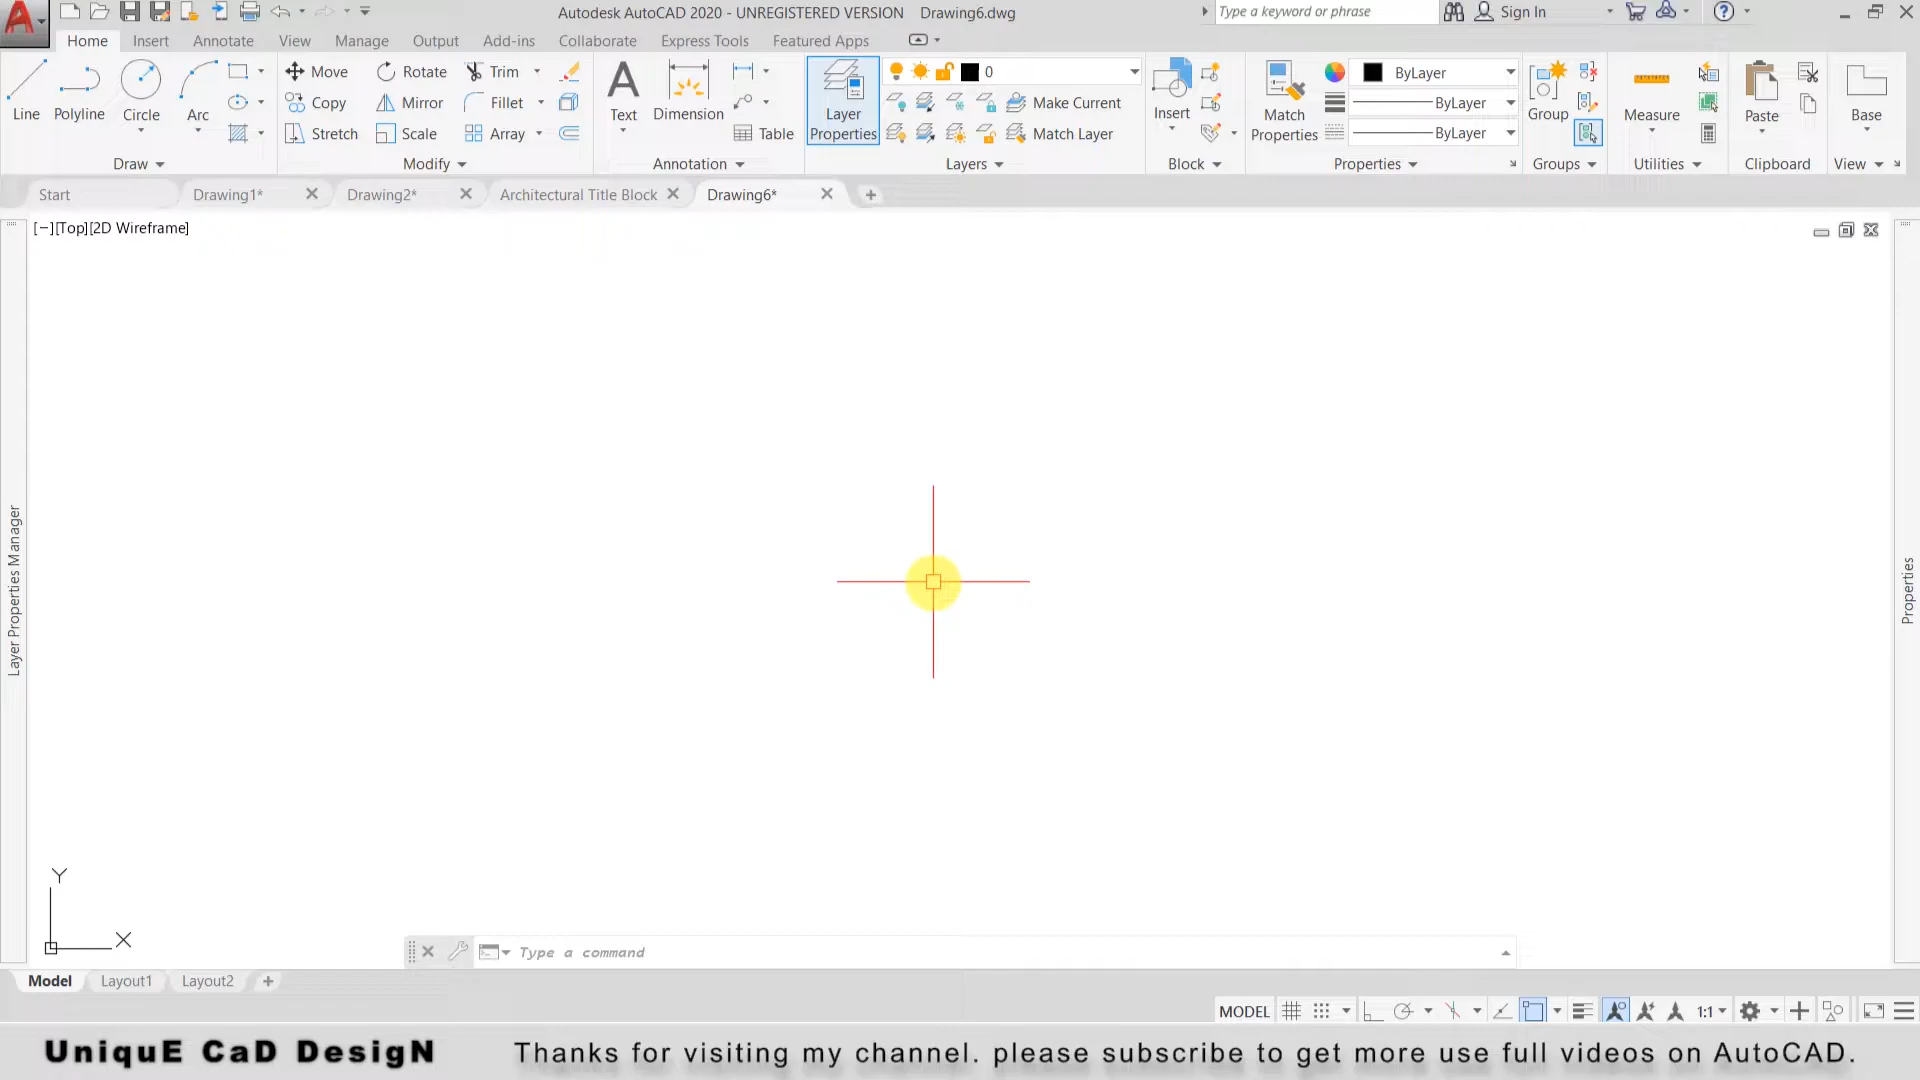 Autodesk AutoCAD 2020 - UNREGISTERED VERSION Drawing6.dwg
Type a keyword or phrase
Sign In
Home Insert Annotate View Manage Output Add-ins Collaborate Express Tools Featured Apps
Line Polyline Circle Arc
Draw
Move Rotate Trim
Copy Mirror Fillet
Stretch Scale Array
Modify
Text Dimension Table
Annotation
Layer Properties
0
Make Current
Match Layer
Layers
Insert
Block
Match Properties
ByLayer
ByLayer
ByLayer
Properties
Group
Groups
Measure
Utilities
Paste
Clipboard
Base
View
Start Drawing1* Drawing2* Architectural Title Block Drawing6*
[−][Top][2D Wireframe]
Layer Properties Manager
Properties
Y
X
Type a command
Model Layout1 Layout2
MODEL
1:1
UniquE CaD DesigN
Thanks for visiting my channel. please subscribe to get more use full videos on AutoCAD.